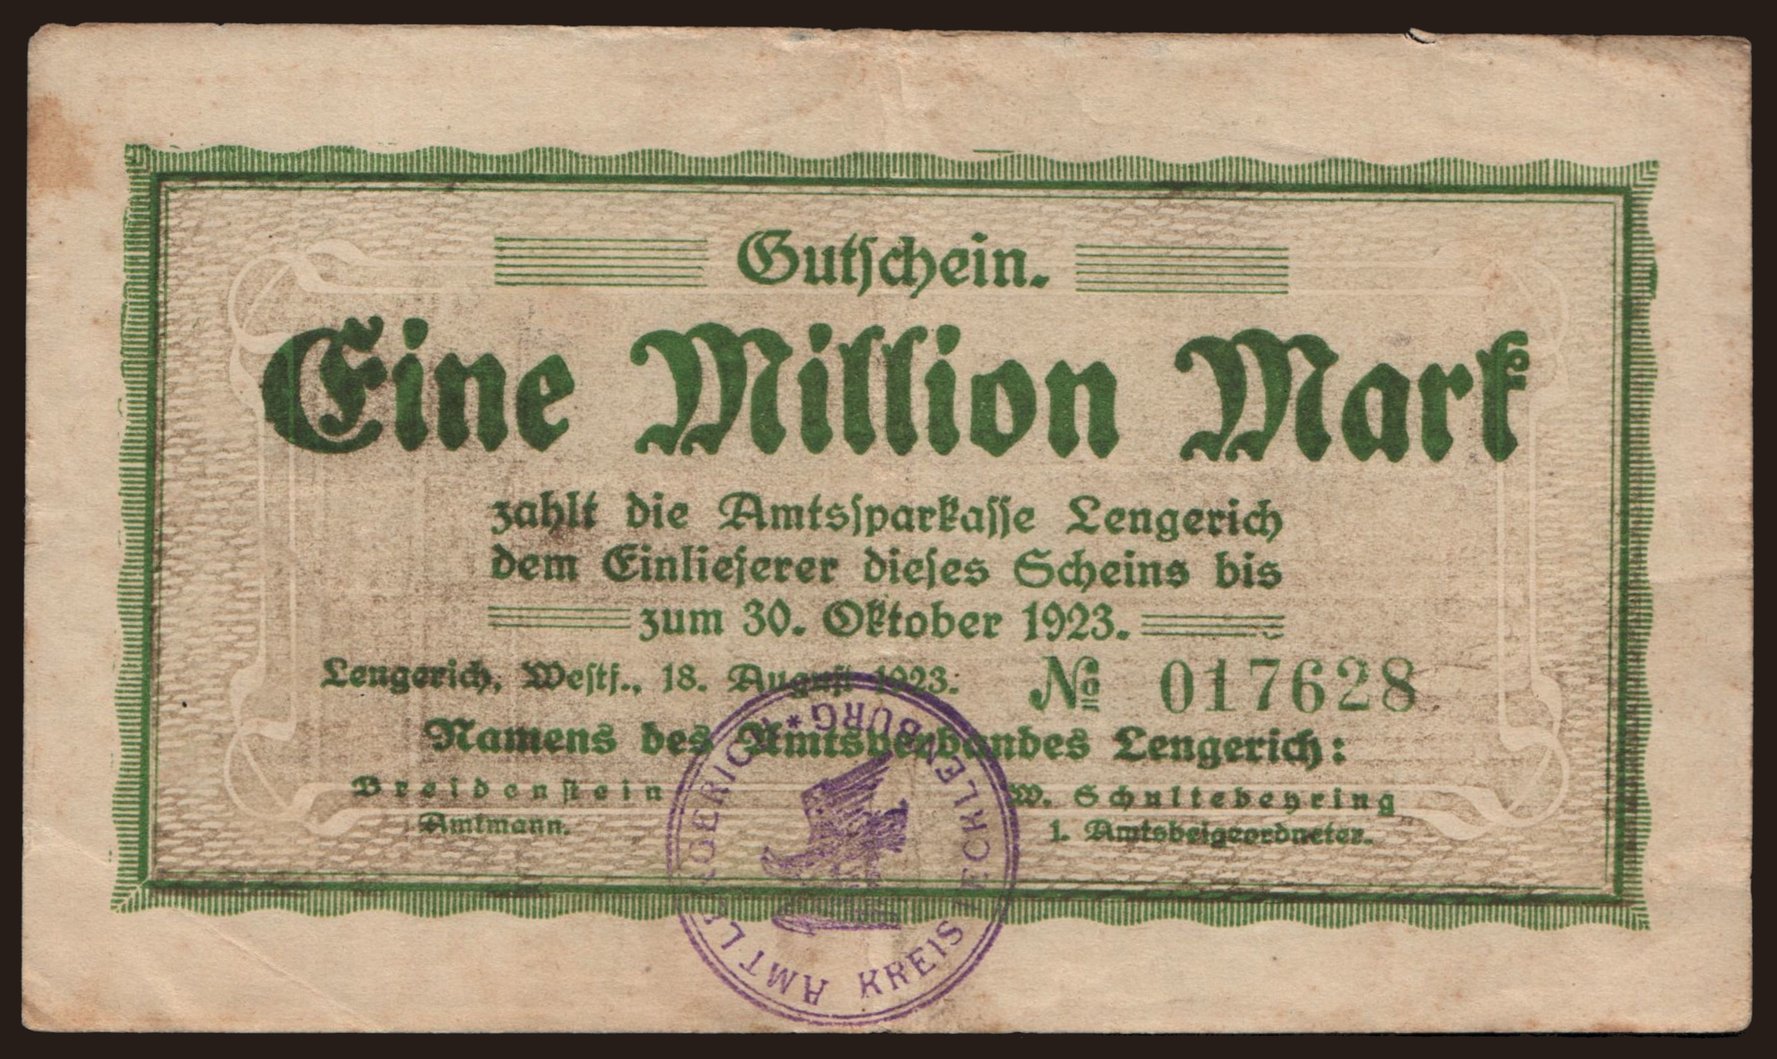 Gutschein.
Eine Million Mark
zahlt die Amtssparkasse Lengerich
dem Einlieferer dieses Scheins bis
zum 30. Oktober 1923.
Lengerich, Westf., 18. August 1923. № 017628
Namens des Amtsverbandes Lengerich:
Breidenstein W. Schultebeyring
Amtmann. 1. Amtsbeigeordneter.
AMT LENGERICH * KREIS TECKLENBURG *